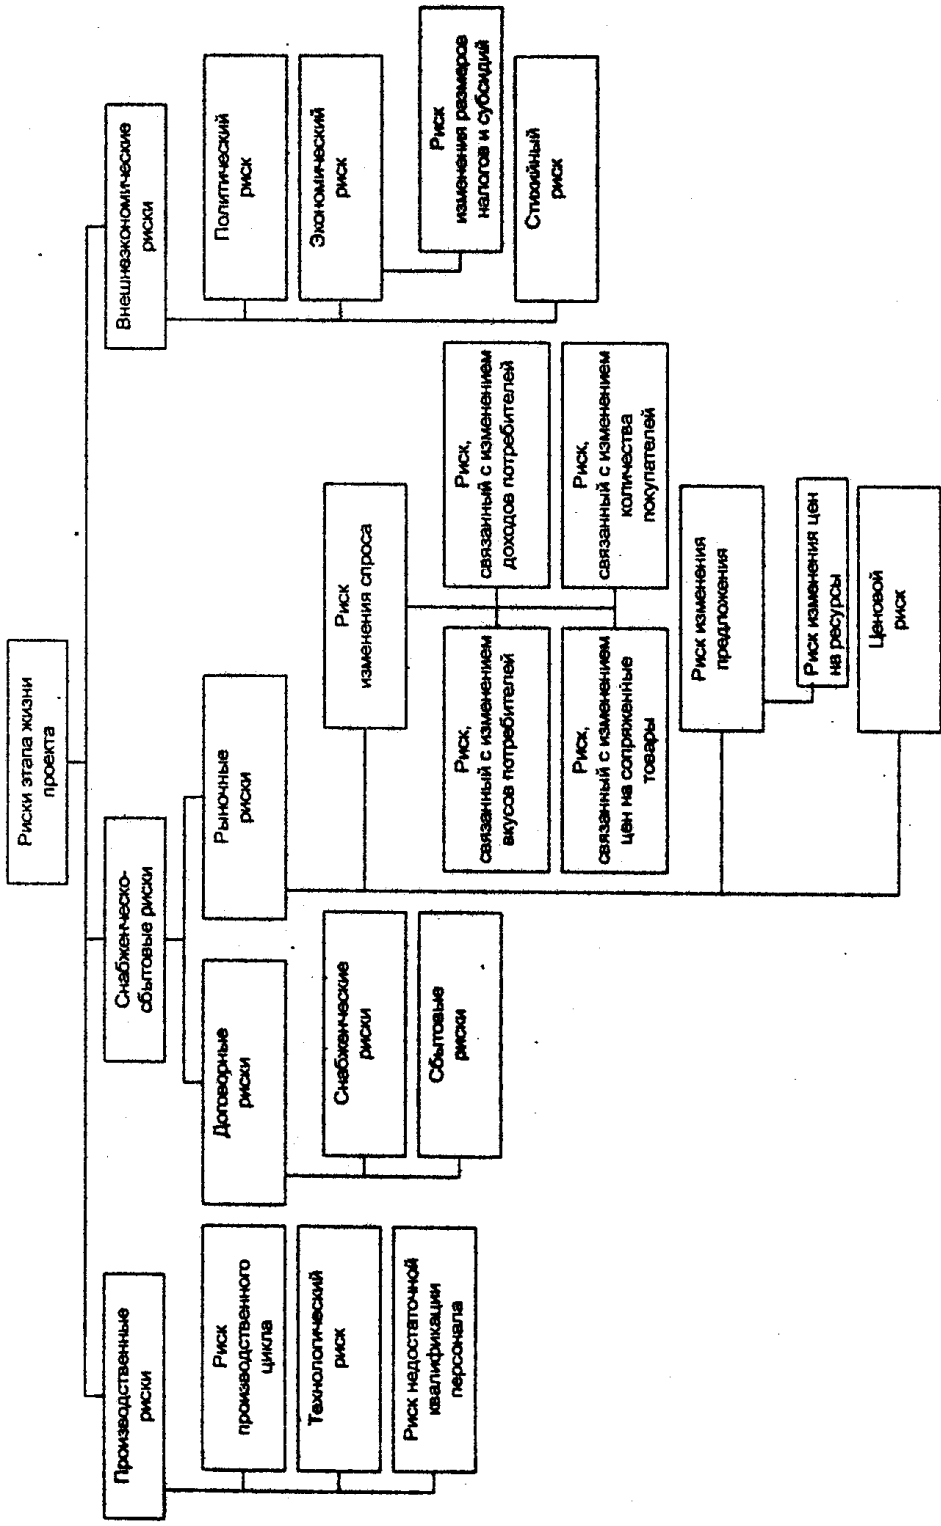 Риски этапа жизни
проекта
Производственные
риски
Риск
производственного
цикла
Технологический
риск
Риск недостаточной
квалификации
персонала
Снабженческо-
сбытовые риски
Договорные
риски
Снабженческие
риски
Сбытовые
риски
Рыночные
риски
Риск
изменения спроса
Риск,
связанный с изменением
вкусов потребителей
Риск,
связанный с изменением
доходов потребителей
Риск,
связанный с изменением
цен на сопряженные
товары
Риск,
связанный с изменением
количества
покупателей
Риск изменения
предложения
Риск изменения цен
на ресурсы
Ценовой
риск
Внешнеэкономические
риски
Политический
риск
Экономический
риск
Риск
изменения размеров
налогов и субсидий
Стихийный
риск